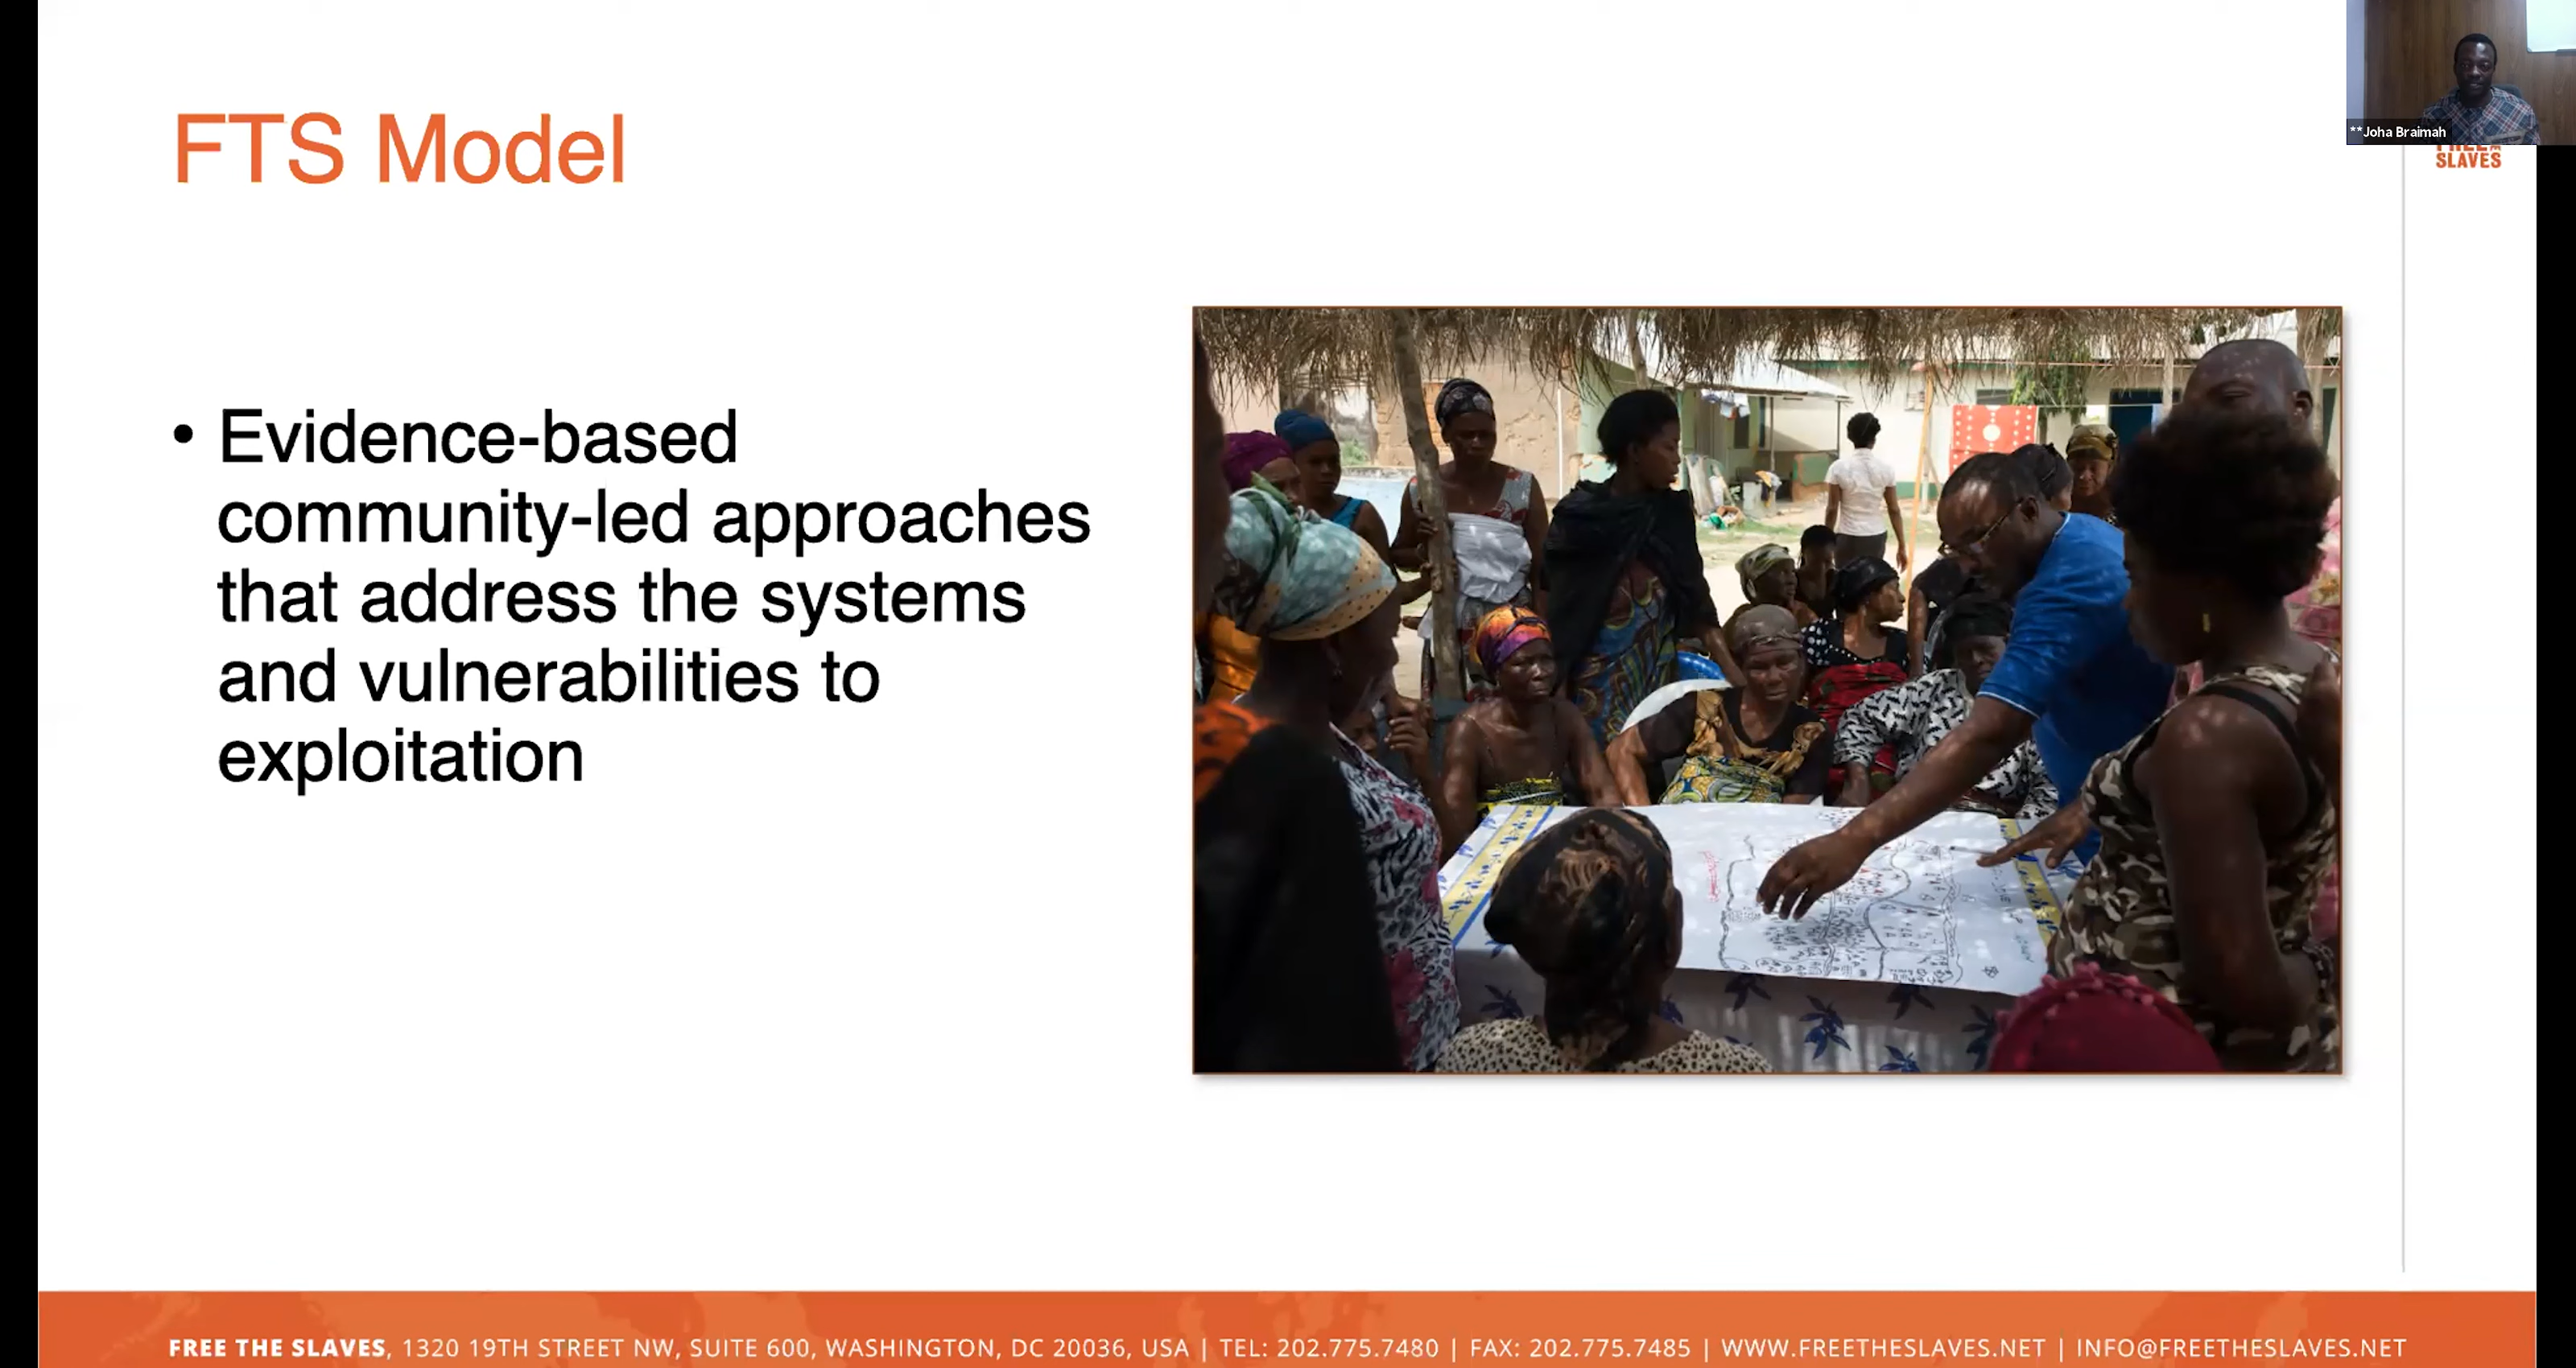 FTS Model
**Joha Braimah
SLAVES
• Evidence-based
community-led approaches
that address the systems
and vulnerabilities to
exploitation
FREE THE SLAVES, 1320 19TH STREET NW, SUITE 600, WASHINGTON, DC 20036, USA | TEL: 202.775.7480 | FAX: 202.775.7485 | WWW.FREETHESLAVES.NET | INFO@FREETHESLAVES.NET